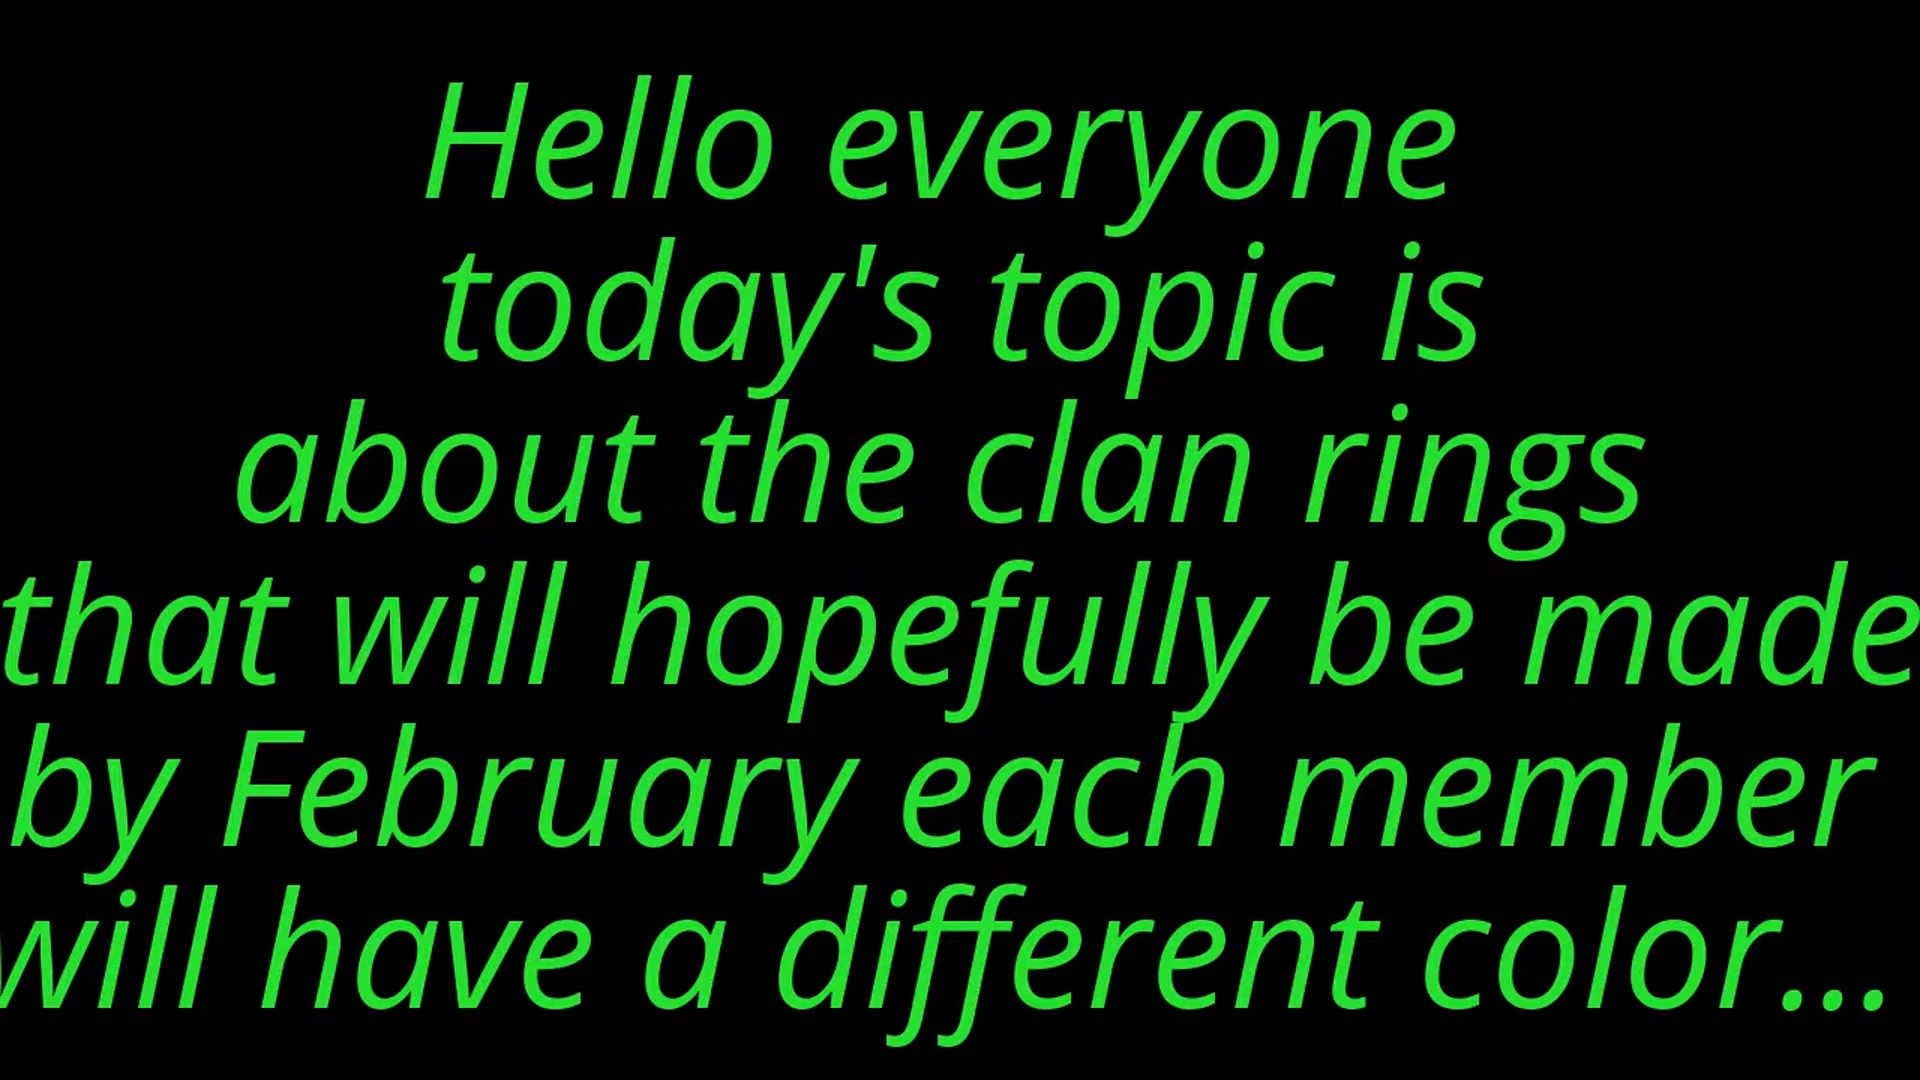 Hello everyone
today's topic is
about the clan rings
that will hopefully be made
by February each member
will have a different color...